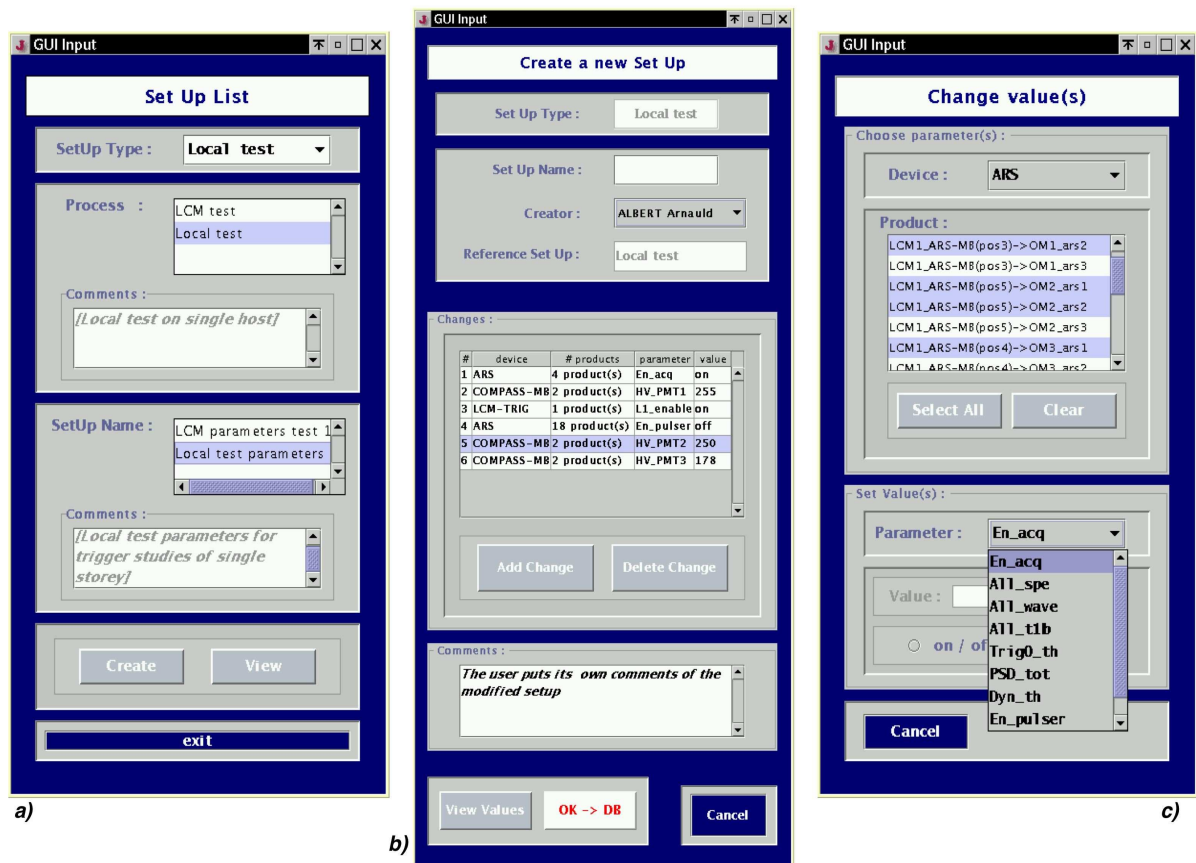 GUI Input
Set Up List
SetUp Type : Local test
Process :
LCM test
Local test
Comments :
[Local test on single host]
SetUp Name :
LCM parameters test 1
Local test parameters
Comments :
[Local test parameters for
trigger studies of single
storey]
Create View
exit
a)
GUI Input
Create a new Set Up
Set Up Type : Local test
Set Up Name :
Creator : ALBERT Arnauld
Reference Set Up : Local test
Changes :
# device # products parameter value
1 ARS 4 product(s) En_acq on
2 COMPASS-MB 2 product(s) HV_PMT1 255
3 LCM-TRIG 1 product(s) L1_enable on
4 ARS 18 product(s) En_pulser off
5 COMPASS-MB 2 product(s) HV_PMT2 250
6 COMPASS-MB 2 product(s) HV_PMT3 178
Add Change Delete Change
Comments :
The user puts its own comments of the
modified setup
View Values OK -> DB Cancel
b)
GUI Input
Change value(s)
Choose parameter(s) :
Device : ARS
Product :
LCM1_ARS-MB(pos3)->OM1_ars2
LCM1_ARS-MB(pos3)->OM1_ars3
LCM1_ARS-MB(pos5)->OM2_ars1
LCM1_ARS-MB(pos5)->OM2_ars2
LCM1_ARS-MB(pos5)->OM2_ars3
LCM1_ARS-MB(pos4)->OM3_ars1
LCM1_ARS-MB(pos4)->OM3_ars2
Select All Clear
Set Value(s) :
Parameter : En_acq
En_acq
All_spe
All_wave
All_t1b
Trig0_th
PSD_tot
Dyn_th
En_pulser
Value :
on / of
Cancel
c)